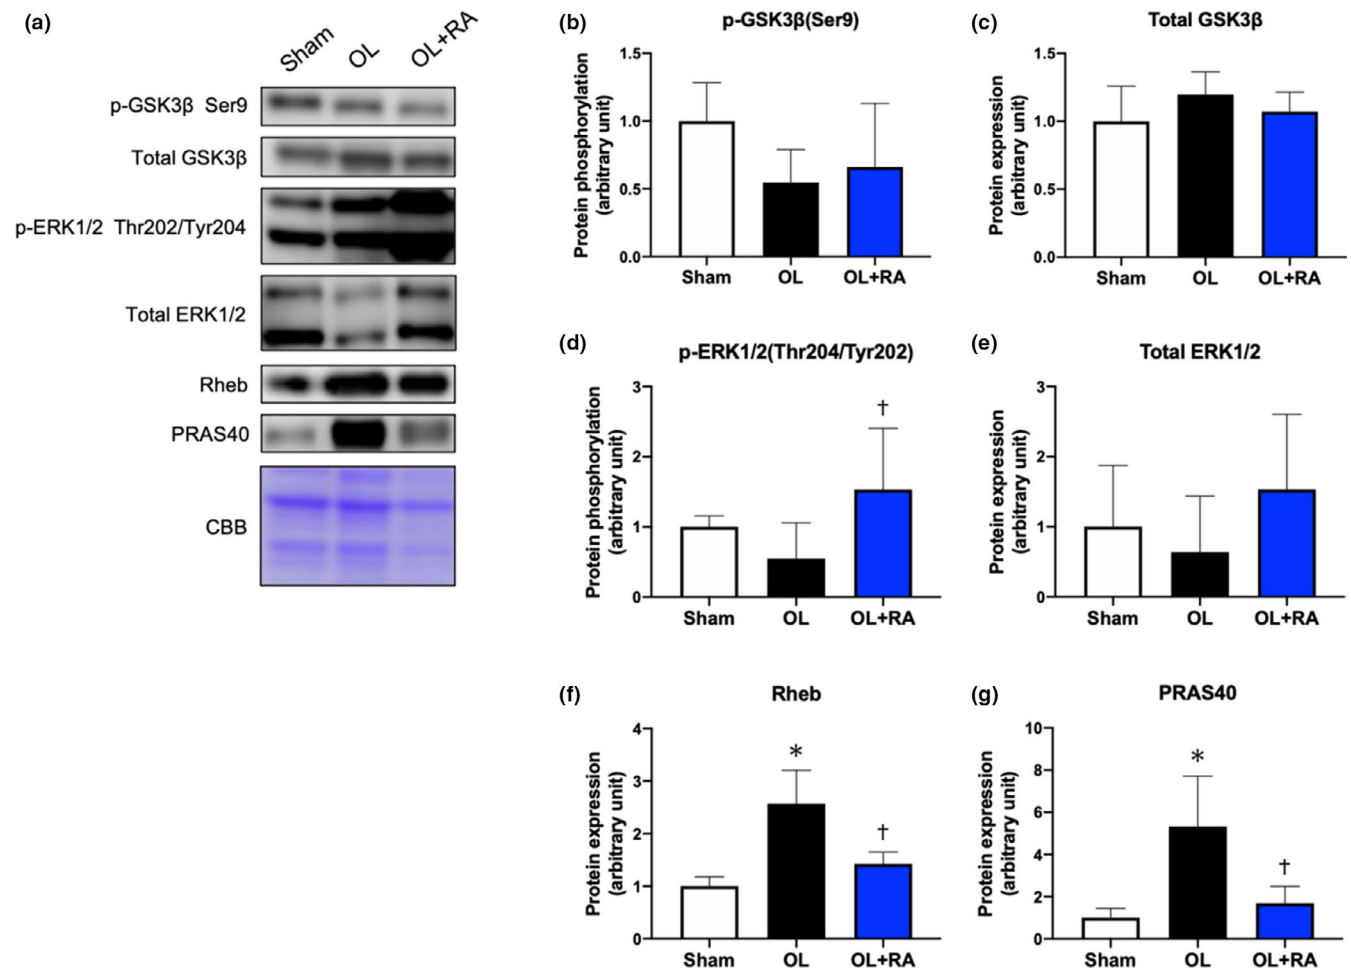 (a)
Sham OL OL+RA
p-GSK3β Ser9
Total GSK3β
p-ERK1/2 Thr202/Tyr204
Total ERK1/2
Rheb
PRAS40
CBB
(b)
p-GSK3β(Ser9)
Protein phosphorylation
(arbitrary unit)
1.5
1.0
0.5
0.0
Sham OL OL+RA
(c)
Total GSK3β
Protein expression
(arbitrary unit)
1.5
1.0
0.5
0.0
Sham OL OL+RA
(d)
p-ERK1/2(Thr204/Tyr202)
Protein phosphorylation
(arbitrary unit)
3
2
1
0
†
Sham OL OL+RA
(e)
Total ERK1/2
Protein expression
(arbitrary unit)
3
2
1
0
Sham OL OL+RA
(f)
Rheb
Protein expression
(arbitrary unit)
4
3
2
1
0
*
†
Sham OL OL+RA
(g)
PRAS40
Protein expression
(arbitrary unit)
10
8
6
4
2
0
*
†
Sham OL OL+RA